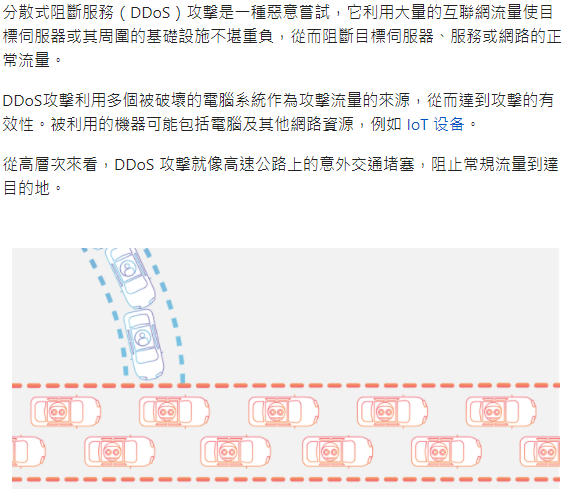 分散式阻斷服務（DDoS）攻擊是一種惡意嘗試，它利用大量的互聯網流量使目
標伺服器或其周圍的基礎設施不堪重負，從而阻斷目標伺服器、服務或網路的正
常流量。
DDoS攻擊利用多個被破壞的電腦系統作為攻擊流量的來源，從而達到攻擊的有
效性。被利用的機器可能包括電腦及其他網路資源，例如 IoT 设备。
從高層次來看，DDoS 攻擊就像高速公路上的意外交通堵塞，阻止常規流量到達
目的地。